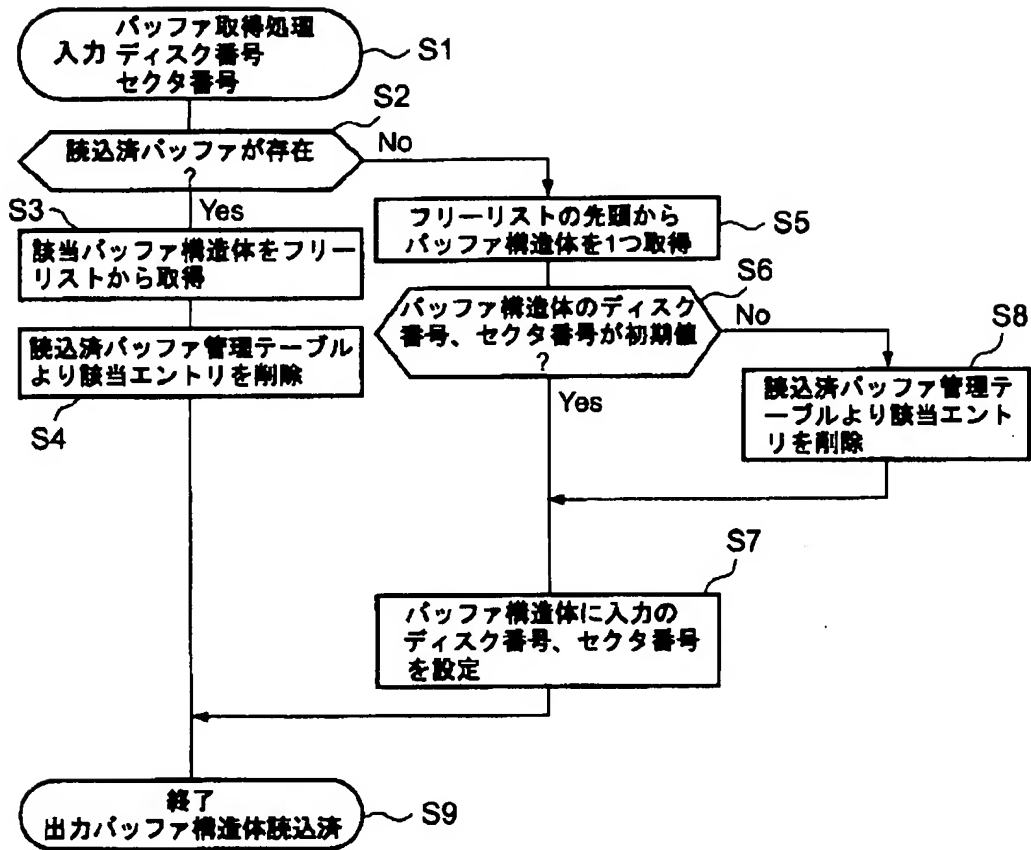 バッファ取得処理
入力 ディスク番号
セクタ番号
S1
S2
読込済バッファが存在
?
No
Yes
S3
該当バッファ構造体をフリー
リストから取得
読込済バッファ管理テーブル
より該当エントリを削除
S4
フリーリストの先頭から
バッファ構造体を1つ取得
S5
S6
バッファ構造体のディスク
番号、セクタ番号が初期値
?
No
Yes
S8
読込済バッファ管理テ
ーブルより該当エント
リを削除
S7
バッファ構造体に入力の
ディスク番号、セクタ番号
を設定
終了
出力バッファ構造体読込済
S9